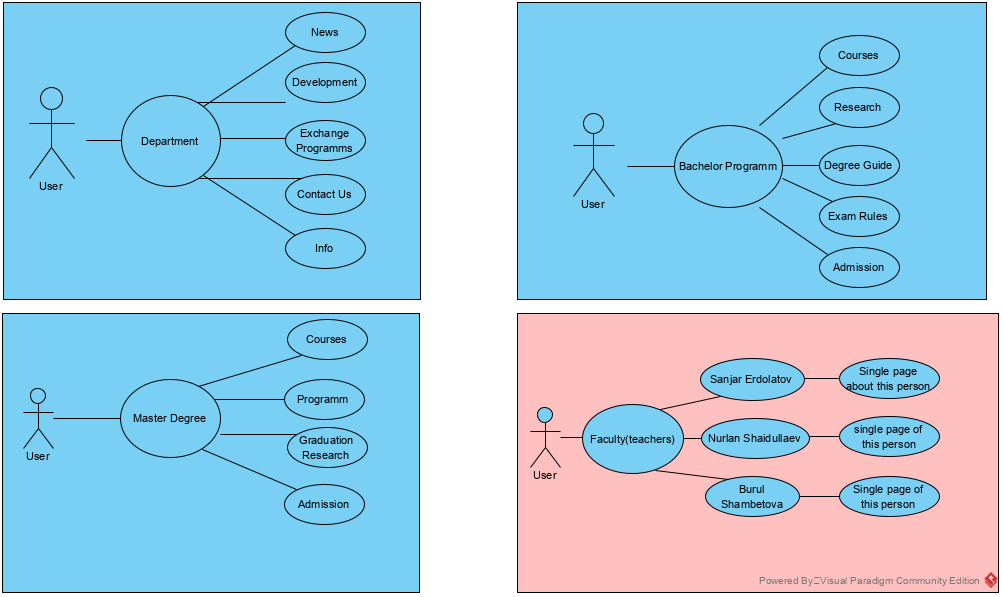 News
Development
Exchange
Programms
Department
User
Contact Us
Info
Courses
Research
Bachelor Programm
Degree Guide
User
Exam Rules
Admission
Courses
Programm
Master Degree
Graduation
Research
User
Admission
Sanjar Erdolatov
Single page
about this person
Faculty(teachers)
Nurlan Shaidullaev
single page of
this person
User
Burul
Shambetova
Single page of
this person
Powered By Visual Paradigm Community Edition